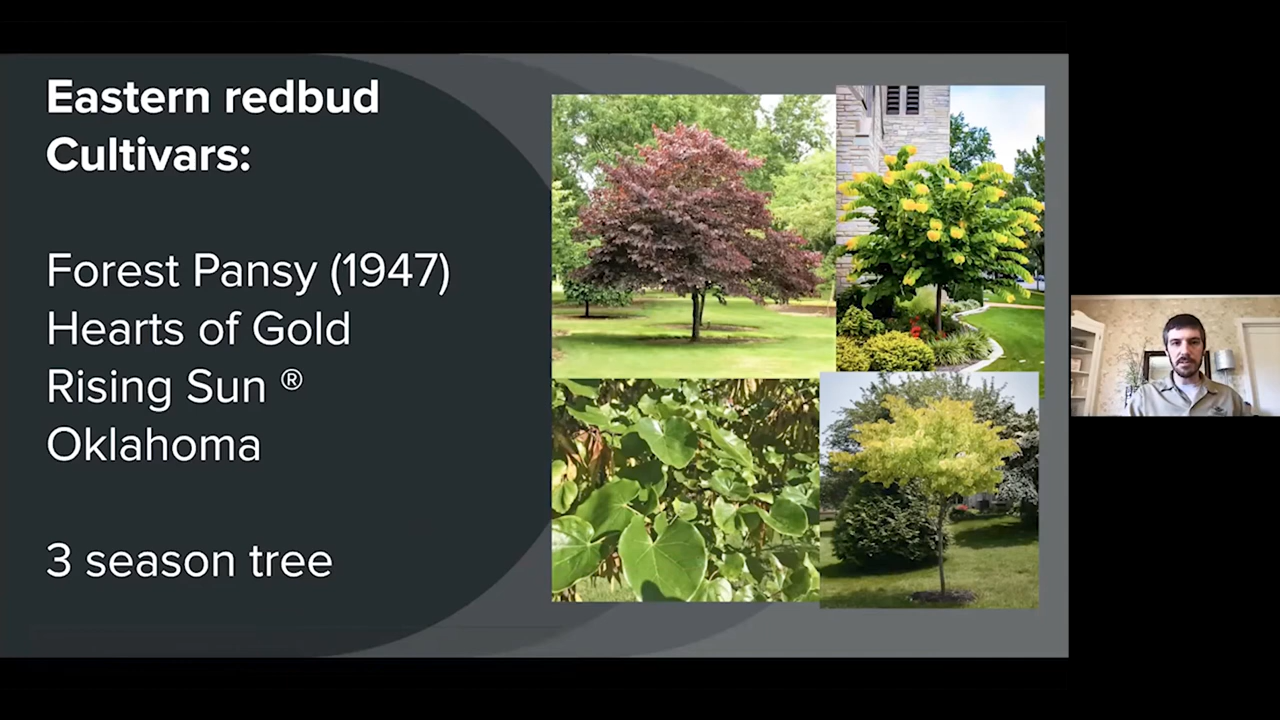 Eastern redbud
Cultivars:
Forest Pansy (1947)
Hearts of Gold
Rising Sun ®
Oklahoma
3 season tree